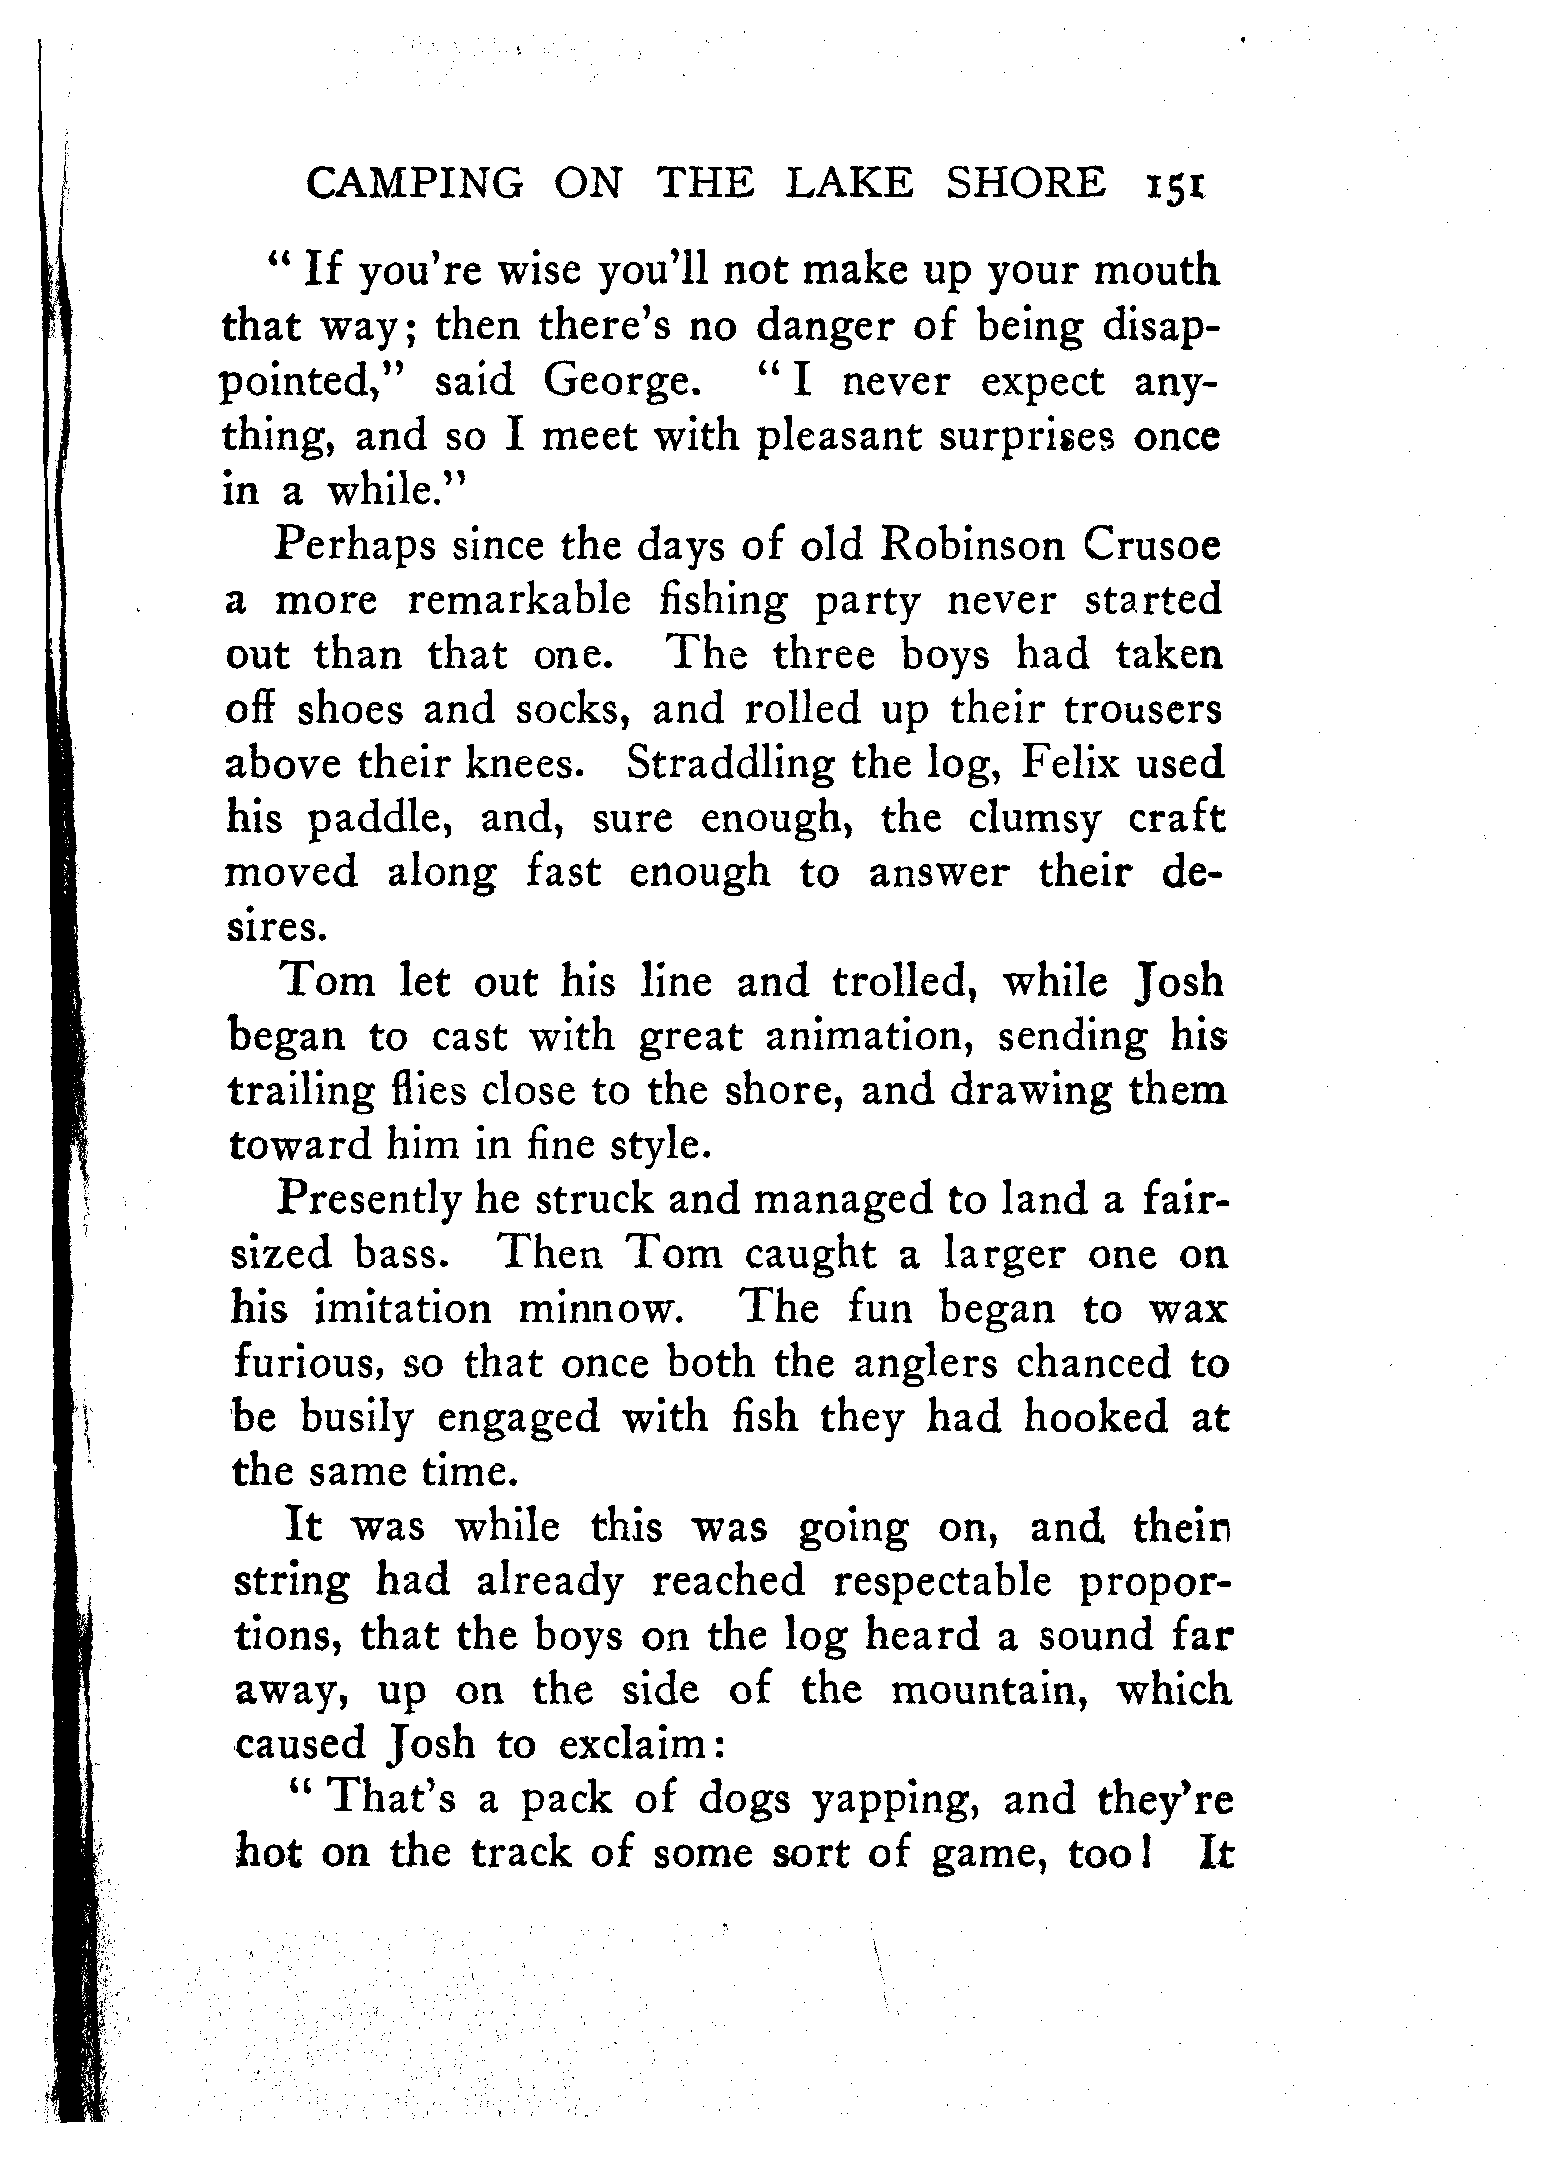 CAMPING ON THE LAKE SHORE 151
" If you're wise you'll not make up your mouth
that way; then there's no danger of being disap-
pointed," said George. " I never expect any-
thing, and so I meet with pleasant surprises once
in a while."
Perhaps since the days of old Robinson Crusoe
a more remarkable fishing party never started
out than that one. The three boys had taken
off shoes and socks, and rolled up their trousers
above their knees. Straddling the log, Felix used
his paddle, and, sure enough, the clumsy craft
moved along fast enough to answer their de-
sires.
Tom let out his line and trolled, while Josh
began to cast with great animation, sending his
trailing flies close to the shore, and drawing them
toward him in fine style.
Presently he struck and managed to land a fair-
sized bass. Then Tom caught a larger one on
his imitation minnow. The fun began to wax
furious, so that once both the anglers chanced to
be busily engaged with fish they had hooked at
the same time.
It was while this was going on, and their
string had already reached respectable propor-
tions, that the boys on the log heard a sound far
away, up on the side of the mountain, which
caused Josh to exclaim:
" That's a pack of dogs yapping, and they're
hot on the track of some sort of game, too! It